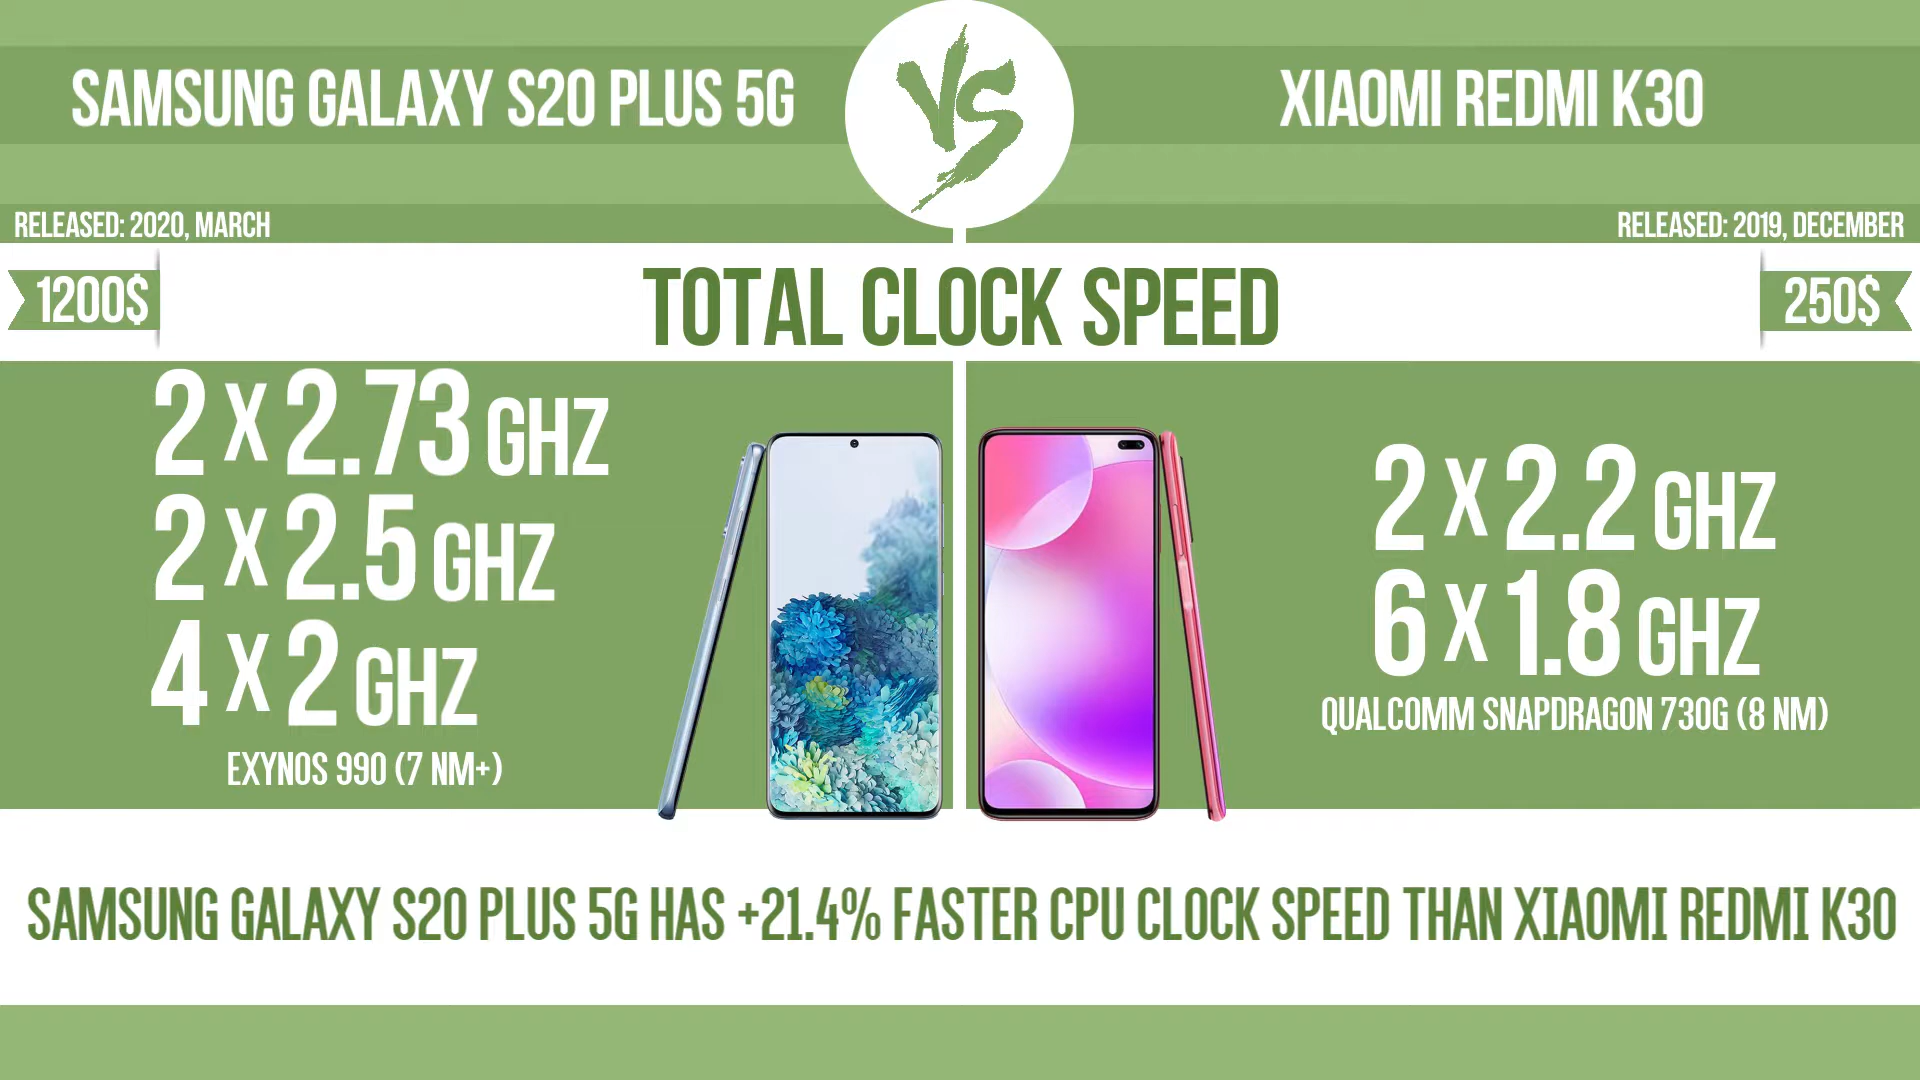 SAMSUNG GALAXY S20 PLUS 5G
VS
XIAOMI REDMI K30
RELEASED: 2020, MARCH
RELEASED: 2019, DECEMBER
1200$
TOTAL CLOCK SPEED
250$
2 X 2.73 GHZ
2 X 2.5 GHZ
4 X 2 GHZ
EXYNOS 990 (7 NM+)
2 X 2.2 GHZ
6 X 1.8 GHZ
QUALCOMM SNAPDRAGON 730G (8 NM)
SAMSUNG GALAXY S20 PLUS 5G HAS +21.4% FASTER CPU CLOCK SPEED THAN XIAOMI REDMI K30